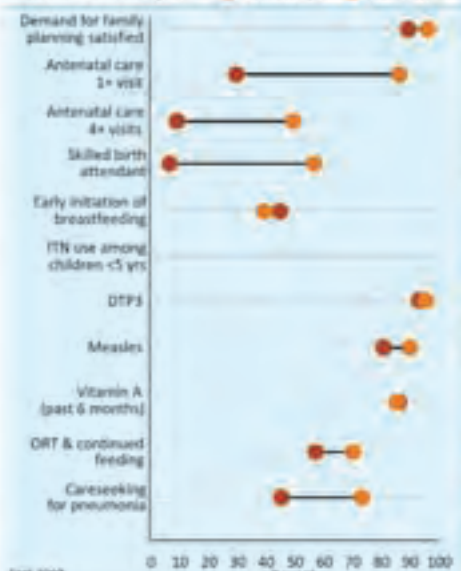 Demand for family
planning satisfied
Antenatal care
1+ visit
Antenatal care
4+ visits
Skilled birth
attendant
Early initiation of
breastfeeding
ITN use among
children <5 yrs
DTP3
Measles
Vitamin A
(past 6 months)
ORT & continued
feeding
Careseeking
for pneumonia
0 10 20 30 40 50 60 70 80 90 100